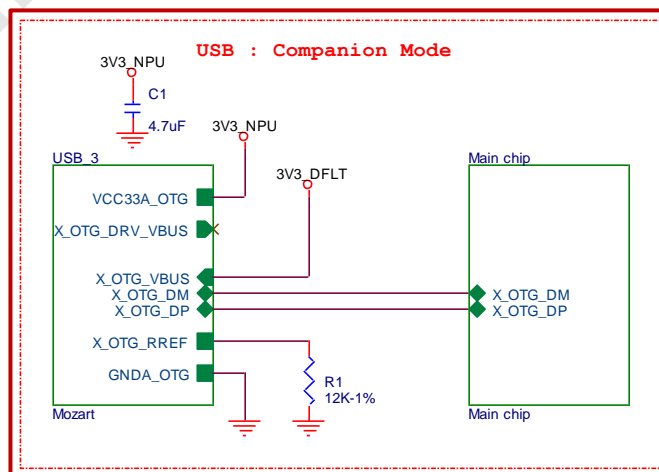 USB : Companion Mode
3V3_NPU
C1
4.7uF
3V3_NPU
USB_3
Main chip
3V3_DFLT
VCC33A_OTG
X_OTG_DRV_VBUS
X_OTG_VBUS
X_OTG_DM
X_OTG_DM
X_OTG_DP
X_OTG_DP
X_OTG_RREF
GNDA_OTG
R1
12K-1%
Mozart
Main chip